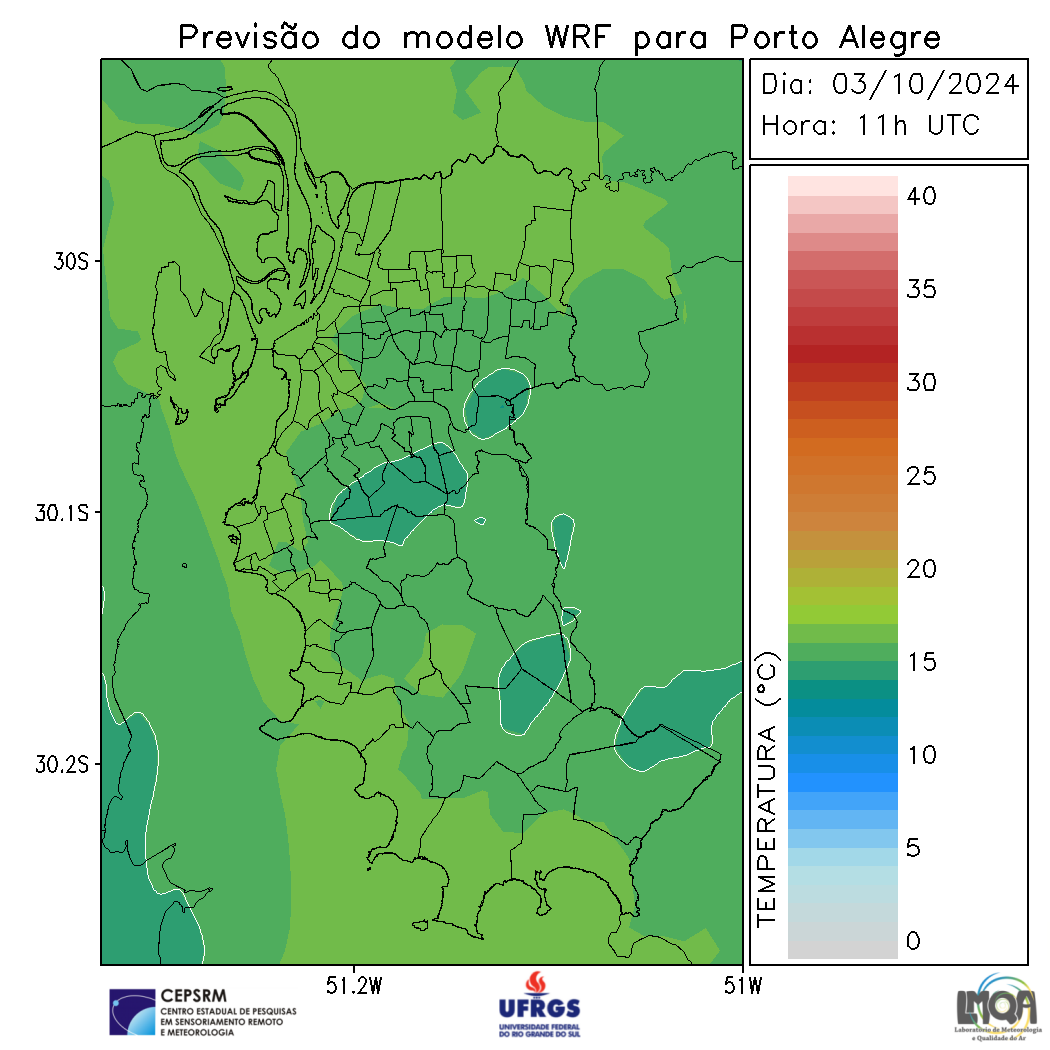 Previsão do modelo WRF para Porto Alegre
Dia: 03/10/2024
Hora: 11h UTC
40
35
30
25
20
15
10
5
0
TEMPERATURA (°C)
30S
30.1S
30.2S
51.2W
51W
CEPSRM
CENTRO ESTADUAL DE PESQUISAS
EM SENSORIAMENTO REMOTO
E METEOROLOGIA
UFRGS
UNIVERSIDADE FEDERAL
DO RIO GRANDE DO SUL
LMQA
Laboratório de Meteorologia
e Qualidade do Ar